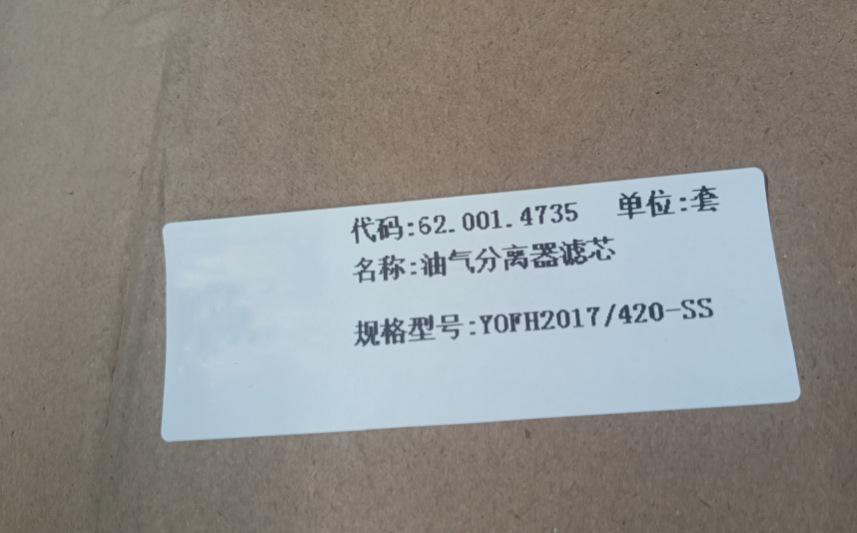 代码:62.001.4735 单位:套
名称:油气分离器滤芯
规格型号:YOFH2017/420-SS